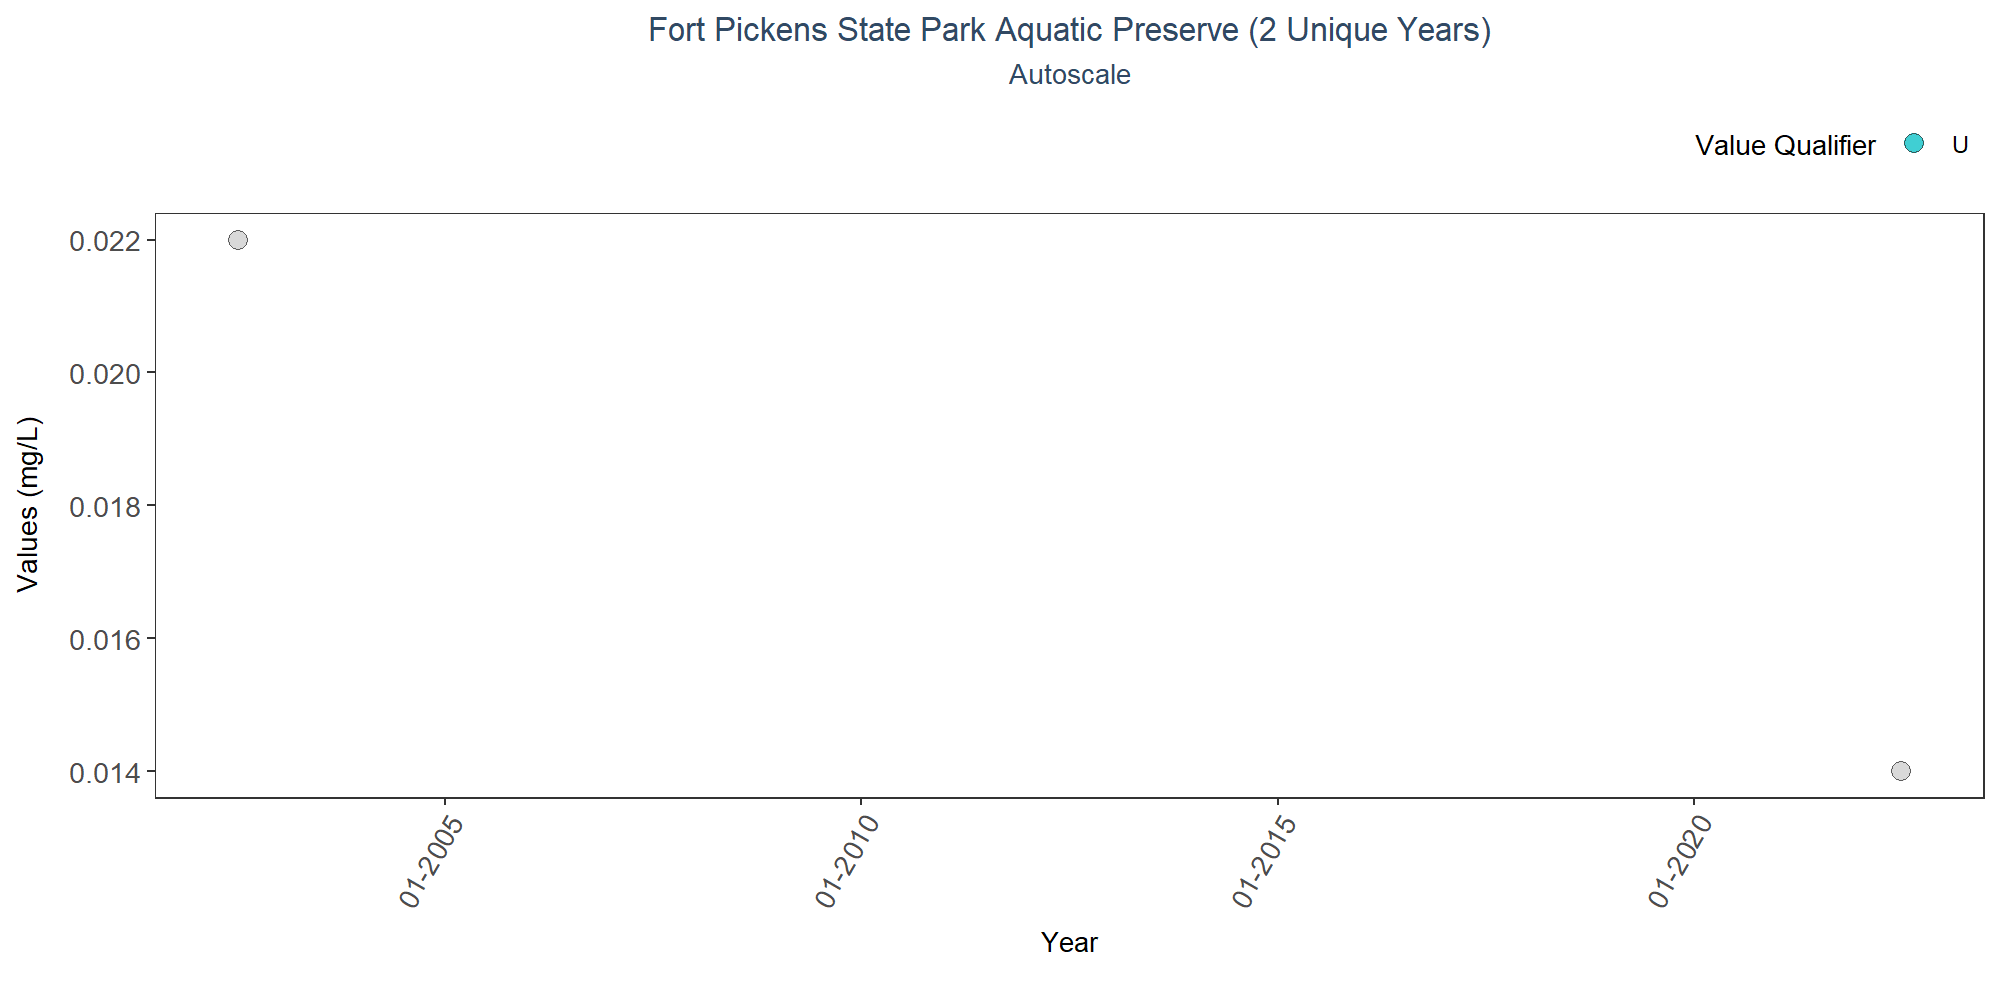 Fort Pickens State Park Aquatic Preserve (2 Unique Years)
Autoscale
Value Qualifier U
0.022
0.020
0.018
0.016
0.014
Values (mg/L)
01-2005
01-2010
01-2015
01-2020
Year